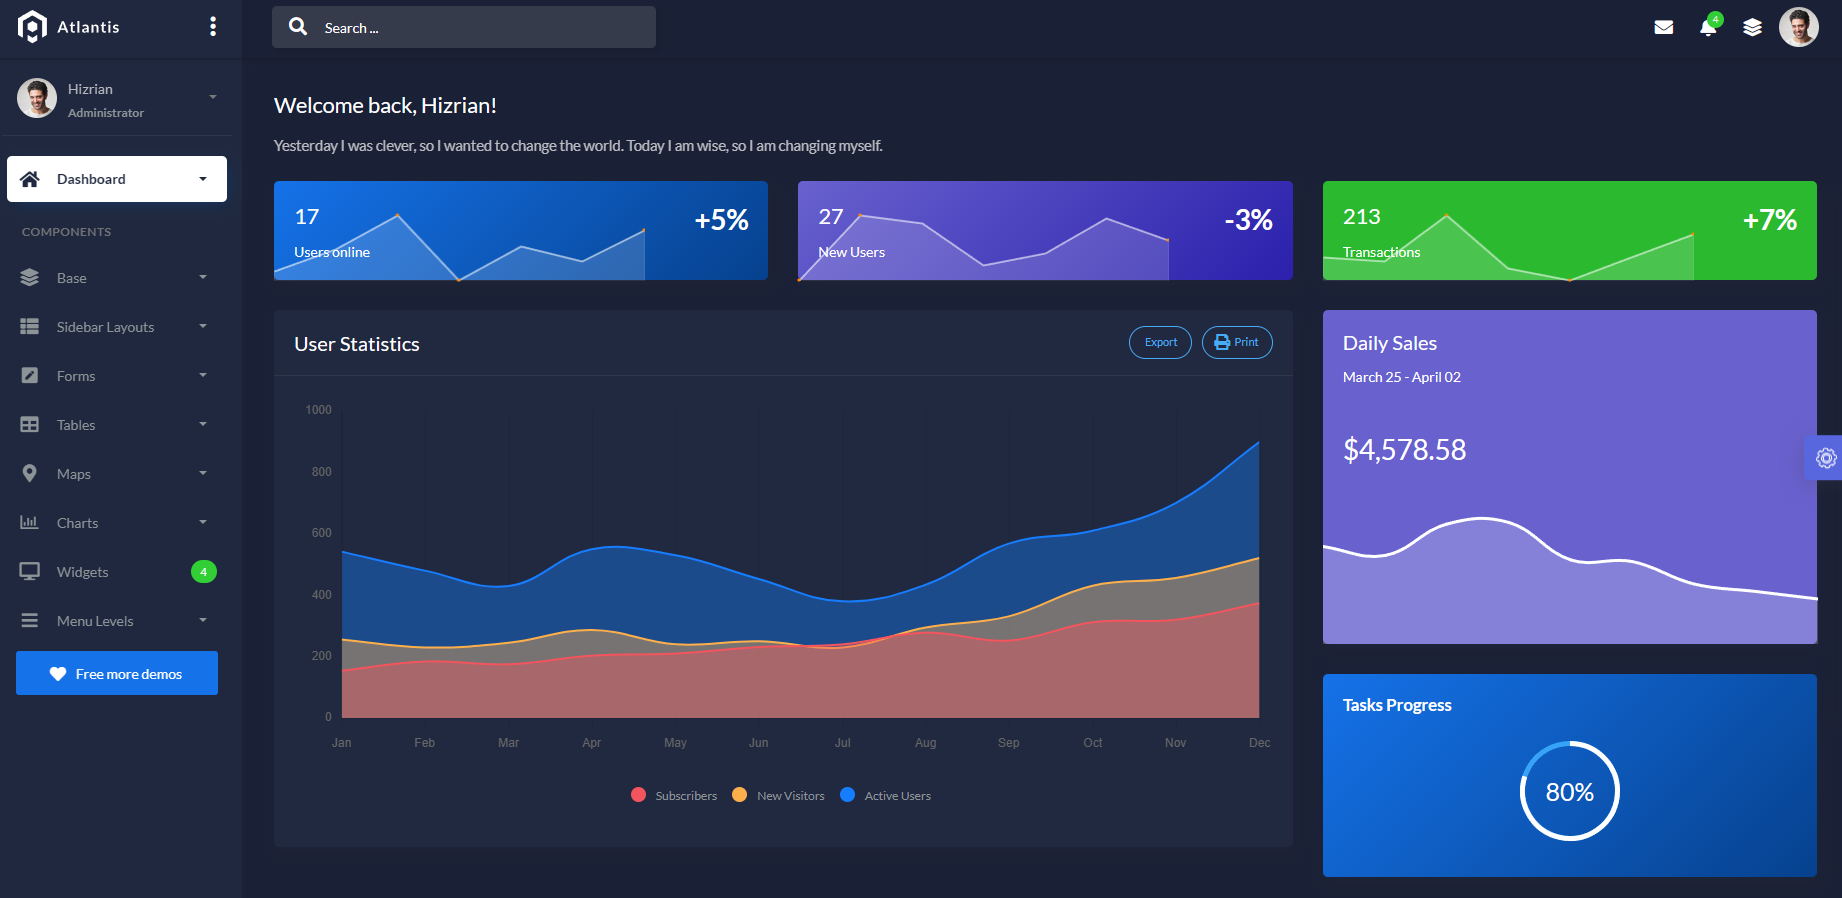 Atlantis
Search ...
4
Hizrian
Administrator
Dashboard
COMPONENTS
Base
Sidebar Layouts
Forms
Tables
Maps
Charts
Widgets 4
Menu Levels
Free more demos
Welcome back, Hizrian!
Yesterday I was clever, so I wanted to change the world. Today I am wise, so I am changing myself.
17
Users online
+5%
27
New Users
-3%
213
Transactions
+7%
User Statistics
Export
Print
1000
800
600
400
200
0
Jan Feb Mar Apr May Jun Jul Aug Sep Oct Nov Dec
Subscribers New Visitors Active Users
Daily Sales
March 25 - April 02
$4,578.58
Tasks Progress
80%